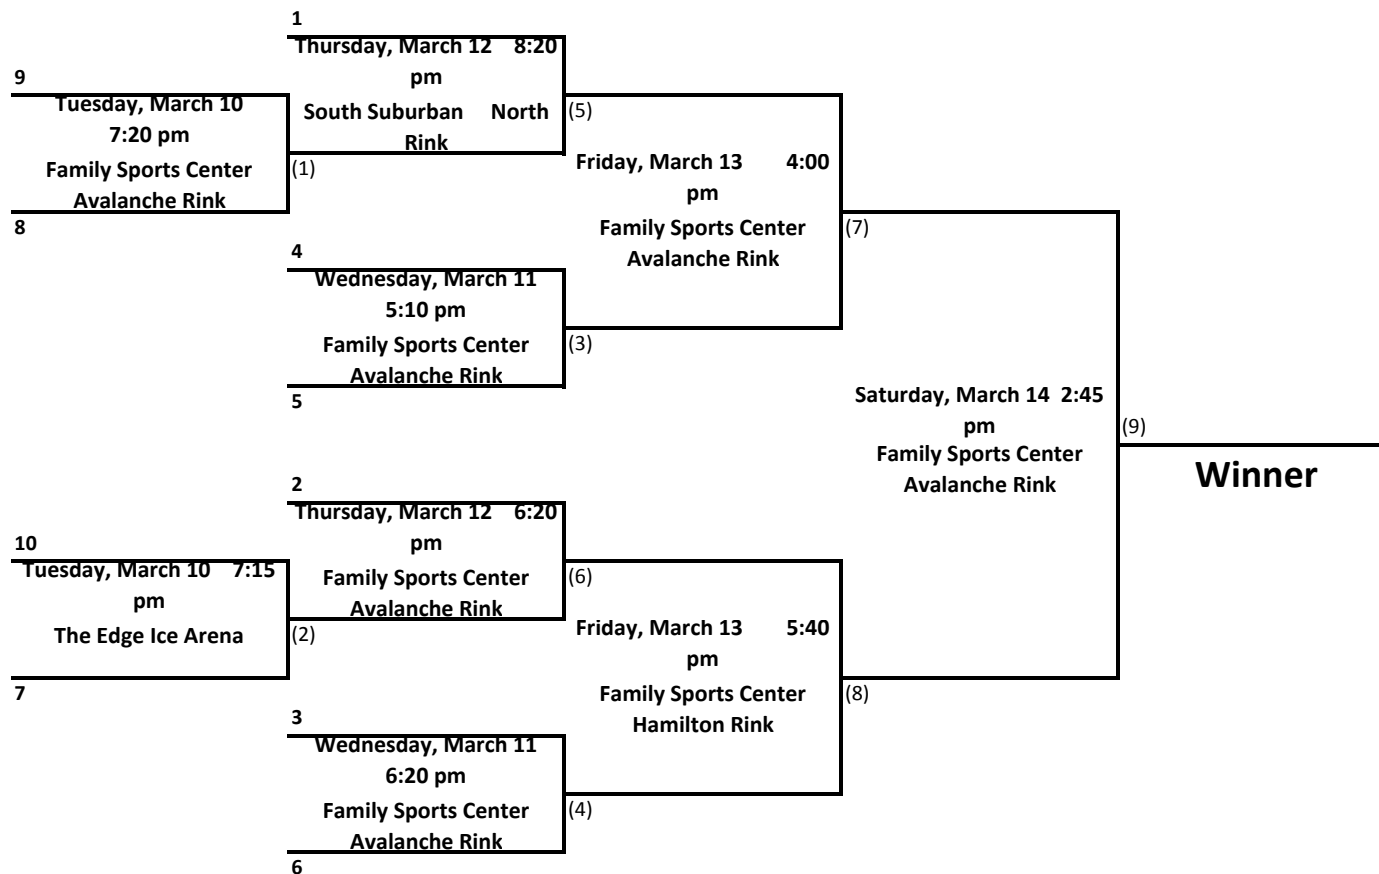 1
Thursday, March 12 8:20
pm
South Suburban North
Rink
(5)
9
Tuesday, March 10
7:20 pm
Family Sports Center
Avalanche Rink
(1)
8
Friday, March 13 4:00
pm
Family Sports Center
Avalanche Rink
(7)
4
Wednesday, March 11
5:10 pm
Family Sports Center
Avalanche Rink
(3)
5
Saturday, March 14 2:45
pm
Family Sports Center
Avalanche Rink
(9)
Winner
2
Thursday, March 12 6:20
pm
Family Sports Center
Avalanche Rink
(6)
10
Tuesday, March 10 7:15
pm
The Edge Ice Arena
(2)
7
Friday, March 13 5:40
pm
Family Sports Center
Hamilton Rink
(8)
3
Wednesday, March 11
6:20 pm
Family Sports Center
Avalanche Rink
(4)
6